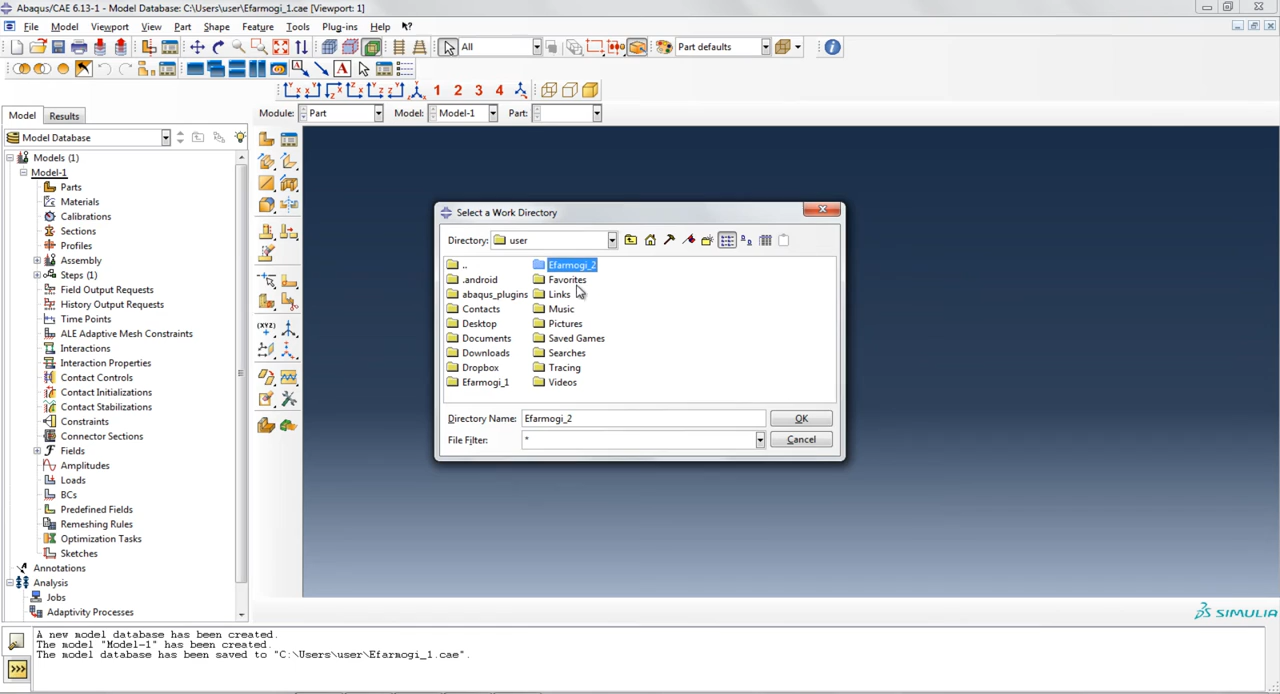 Abaqus/CAE 6.13-1 - Model Database: C:\Users\user\Efarmogi_1.cae [Viewport: 1]
File Model Viewport View Part Shape Feature Tools Plug-ins Help
All Part defaults
1 2 3 4
Model Results Module: Part Model: Model-1 Part:
Model Database
Models (1)
Model-1
Parts
Materials
Calibrations
Sections
Profiles
Assembly
Steps (1)
Field Output Requests
History Output Requests
Time Points
ALE Adaptive Mesh Constraints
Interactions
Interaction Properties
Contact Controls
Contact Initializations
Contact Stabilizations
Constraints
Connector Sections
Fields
Amplitudes
Loads
BCs
Predefined Fields
Remeshing Rules
Optimization Tasks
Sketches
Annotations
Analysis
Jobs
Adaptivity Processes
Select a Work Directory
Directory: user
.. Efarmogi_2
.android Favorites
abaqus_plugins Links
Contacts Music
Desktop Pictures
Documents Saved Games
Downloads Searches
Dropbox Tracing
Efarmogi_1 Videos
Directory Name: Efarmogi_2 OK
File Filter: * Cancel
SIMULIA
A new model database has been created.
The model "Model-1" has been created.
The model database has been saved to "C:\Users\user\Efarmogi_1.cae".